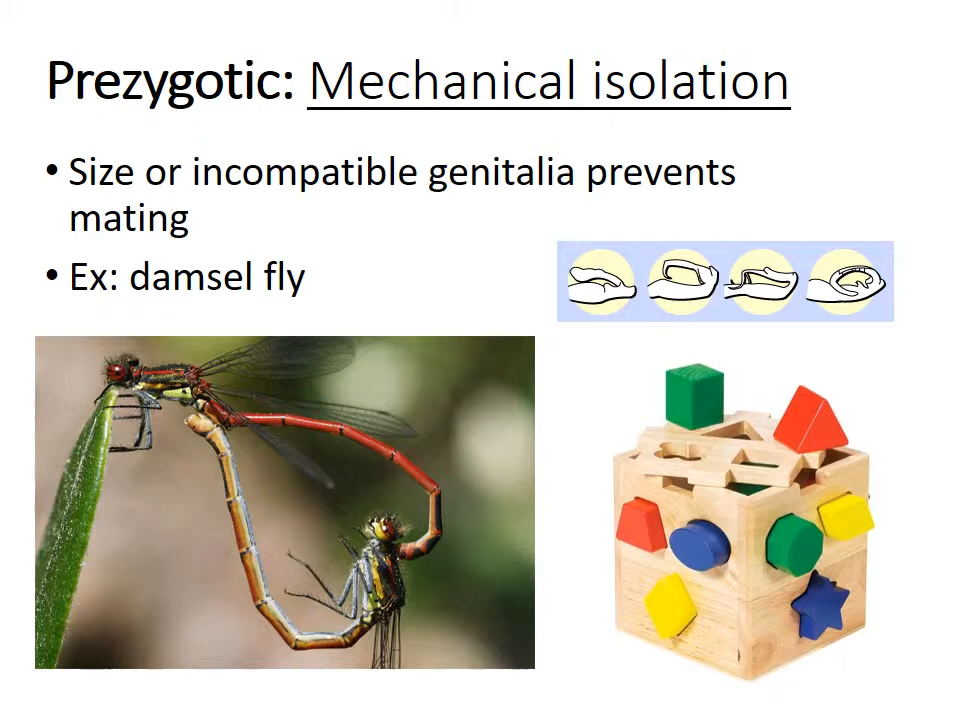 Prezygotic: Mechanical isolation
• Size or incompatible genitalia prevents
mating
• Ex: damsel fly